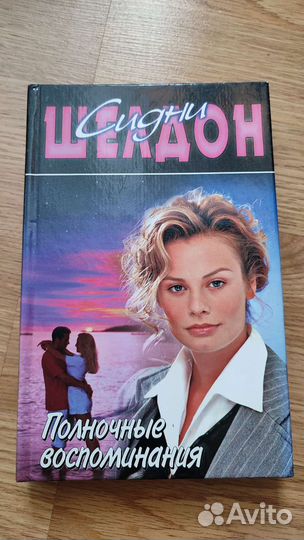 Сидни
ШЕЛДОН
Полночные
воспоминания
Avito